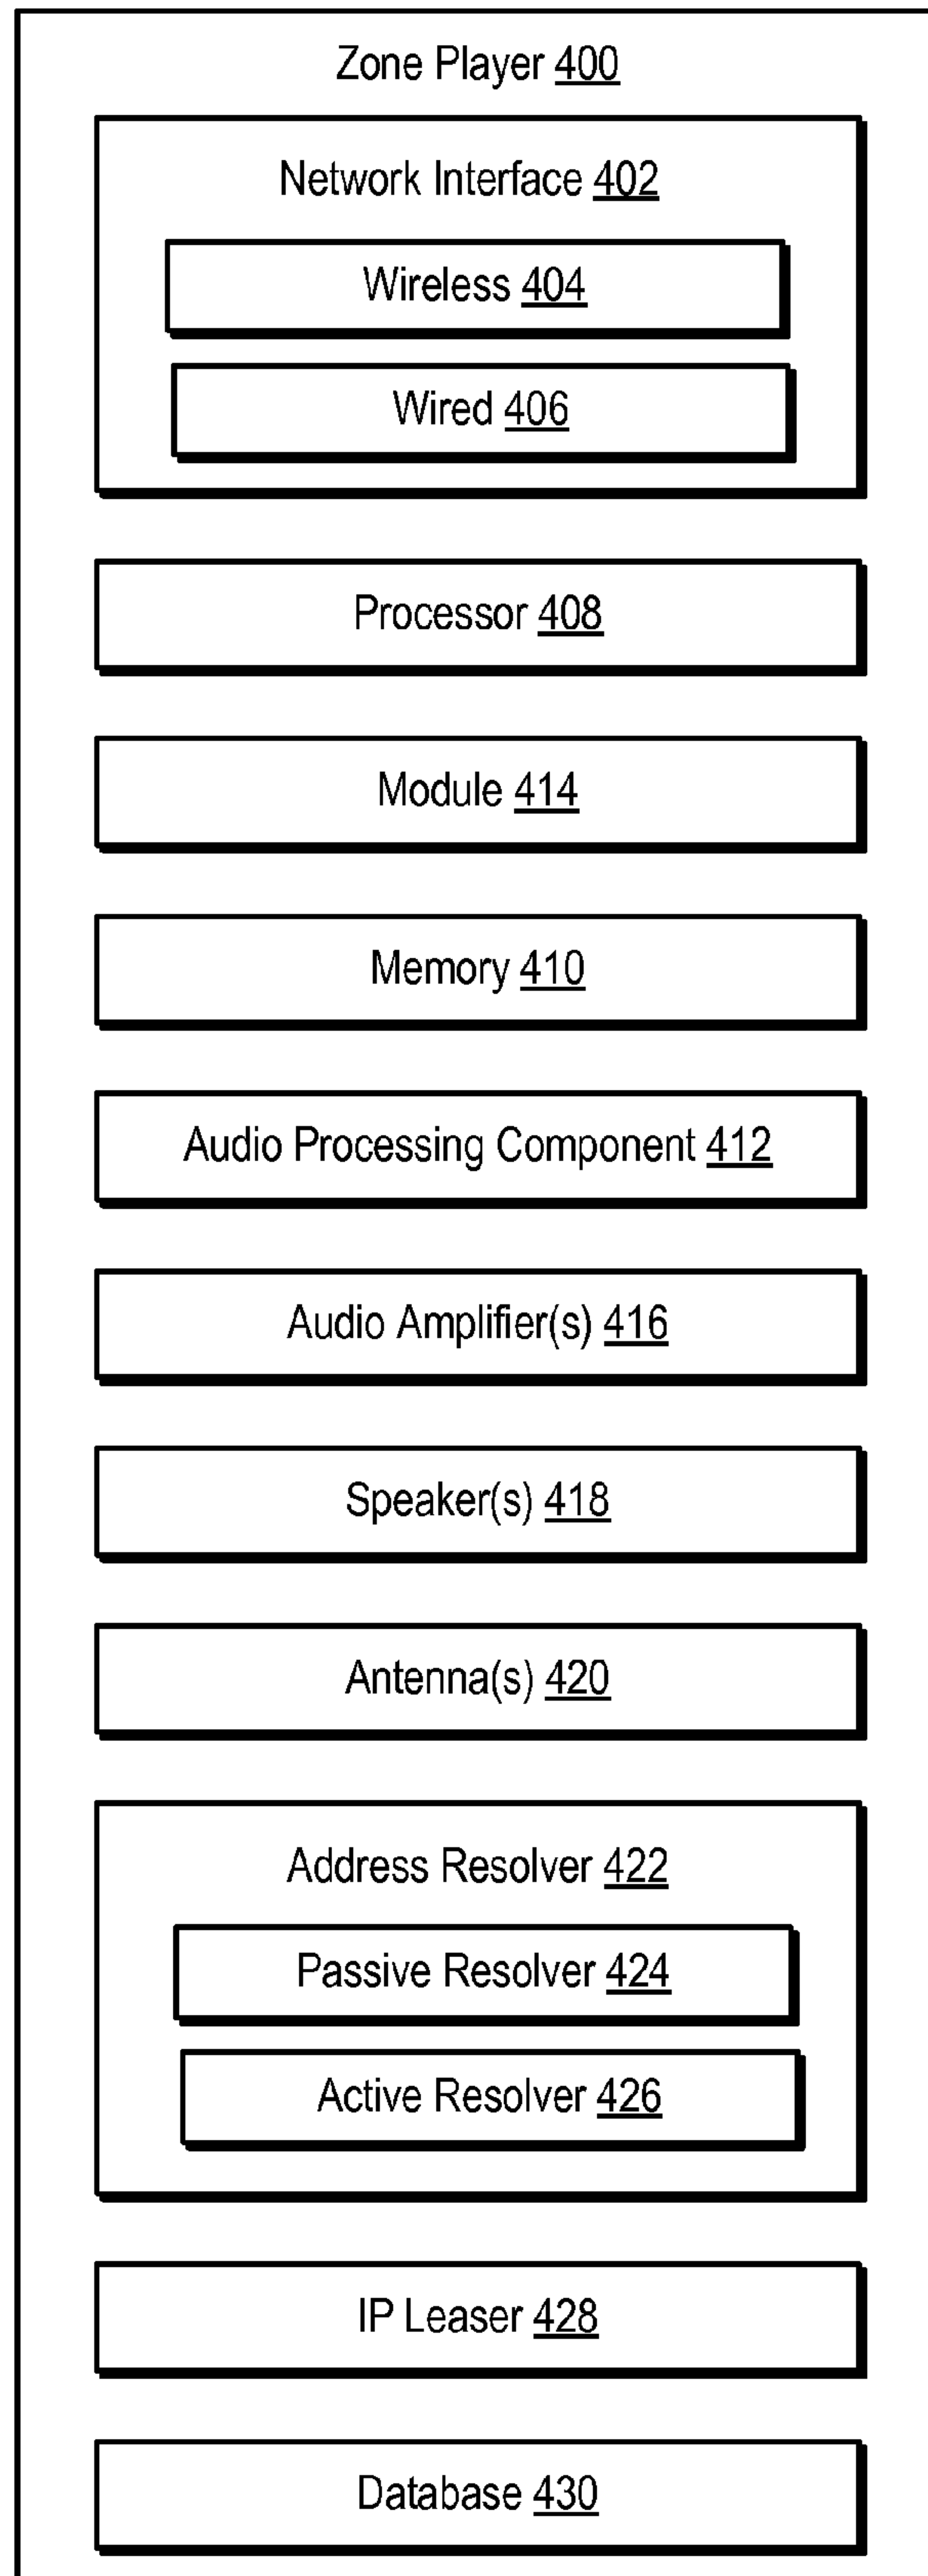 Zone Player 400
Network Interface 402
Wireless 404
Wired 406
Processor 408
Module 414
Memory 410
Audio Processing Component 412
Audio Amplifier(s) 416
Speaker(s) 418
Antenna(s) 420
Address Resolver 422
Passive Resolver 424
Active Resolver 426
IP Leaser 428
Database 430